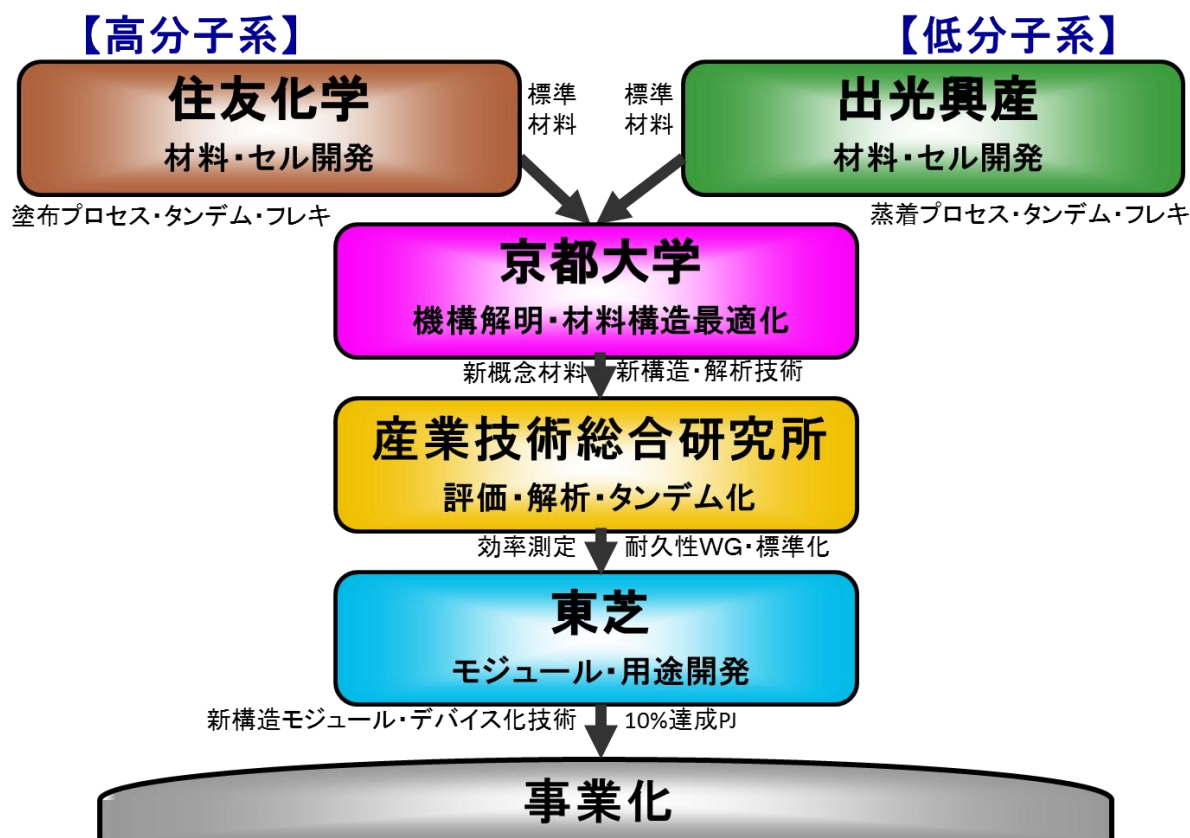 【高分子系】
【低分子系】
住友化学
材料・セル開発
標準
材料
標準
材料
出光興産
材料・セル開発
塗布プロセス・タンデム・フレキ
蒸着プロセス・タンデム・フレキ
京都大学
機構解明・材料構造最適化
新概念材料
新構造・解析技術
産業技術総合研究所
評価・解析・タンデム化
効率測定
耐久性WG・標準化
東芝
モジュール・用途開発
新構造モジュール・デバイス化技術
10%達成PJ
事業化